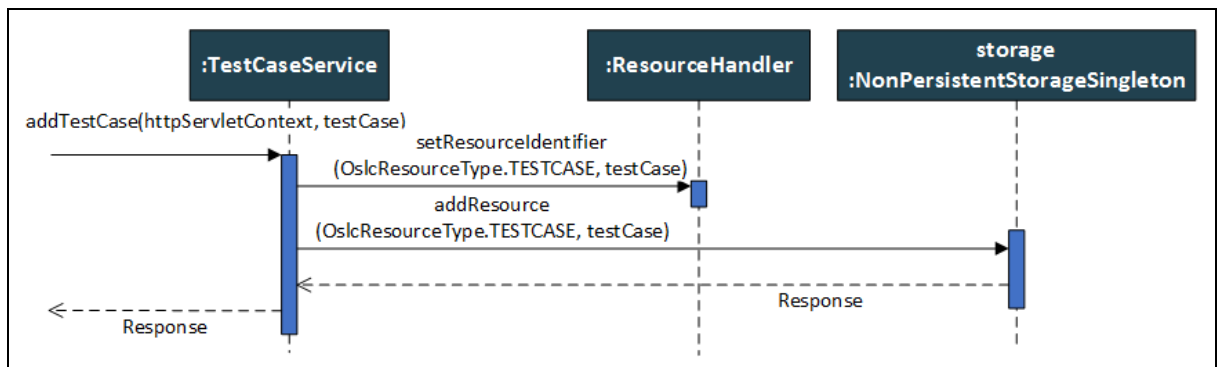 :TestCaseService
:ResourceHandler
storage
:NonPersistentStorageSingleton
addTestCase(httpServletContext, testCase)
setResourceIdentifier
(OslcResourceType.TESTCASE, testCase)
addResource
(OslcResourceType.TESTCASE, testCase)
Response
Response